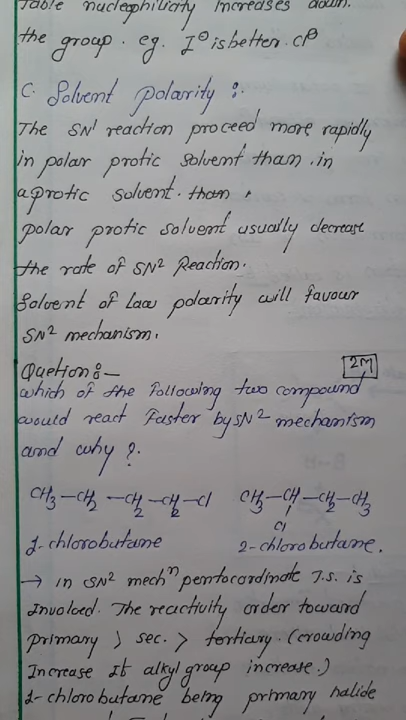 table nucleophilicity increases down.
the group. eg. I⊖ is better. cl⊖
C. Solvent polarity :.
The SN¹ reaction proceed more rapidly
in polar protic solvent than . in
aprotic solvent. than .
polar protic solvent usually decrease
the rate of SN² Reaction.
Solvent of Law polarity will favour
SN² mechanism.
Quetion :— 2M
which of the following two compound
would react faster by SN² mechanism
and why ?.
CH₃—CH₂—CH₂—CH₂—Cl CH₃—CH—CH₂—CH₃
Cl
1-chlorobutane 2-chlorobutane.
→ in SN² mechⁿ pentacordinate T.S. is
Involved. The reactivity order toward
primary > sec. > tertiary. (crowding
Increase It alkyl group increase.)
1-chlorobutane being primary halide